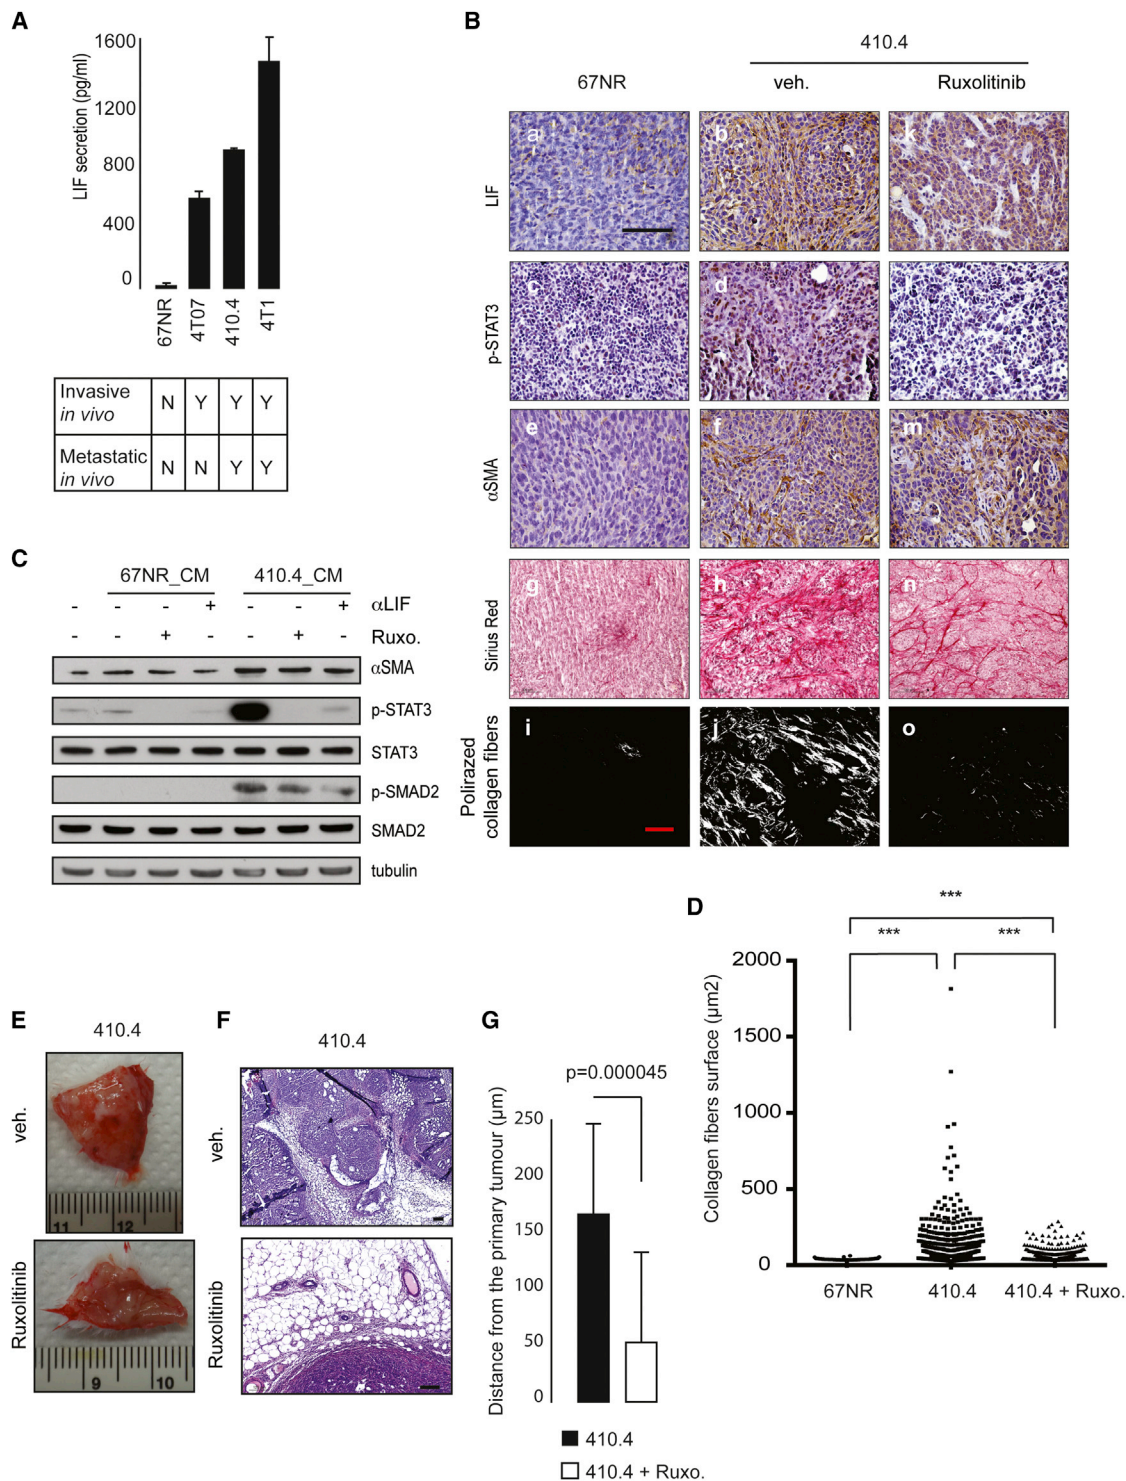 A
1600
1200
800
400
0
LIF secretion (pg/ml)
67NR
4T07
410.4
4T1
Invasive in vivo N Y Y Y
Metastatic in vivo N N Y Y
B
410.4
67NR veh. Ruxolitinib
LIF
a b k
p-STAT3
c d l
αSMA
e f m
Sirius Red
g h n
Polirazed collagen fibers
i j o
C
67NR_CM 410.4_CM
- - - + - - + αLIF
- - + - - + - Ruxo.
αSMA
p-STAT3
STAT3
p-SMAD2
SMAD2
tubulin
D
***
*** ***
Collagen fibers surface (µm2)
2000
1500
1000
500
0
67NR 410.4 410.4 + Ruxo.
E
410.4
veh.
11 12
Ruxolitinib
9 10
F
410.4
veh.
Ruxolitinib
G
p=0.000045
Distance from the primary tumour (µm)
250
200
150
100
50
0
410.4
410.4 + Ruxo.